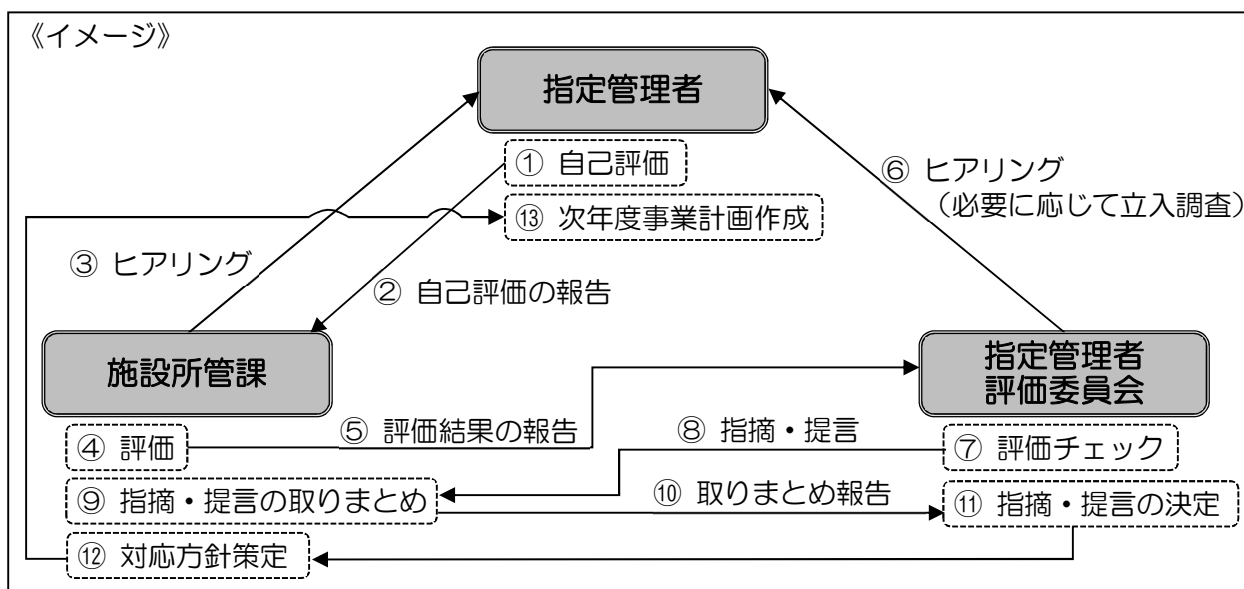 《イメージ》
指定管理者
① 自己評価
⑬ 次年度事業計画作成
⑥ ヒアリング
（必要に応じて立入調査）
③ ヒアリング
② 自己評価の報告
施設所管課
指定管理者
評価委員会
④ 評価
⑤ 評価結果の報告
⑧ 指摘・提言
⑦ 評価チェック
⑨ 指摘・提言の取りまとめ
⑩ 取りまとめ報告
⑪ 指摘・提言の決定
⑫ 対応方針策定